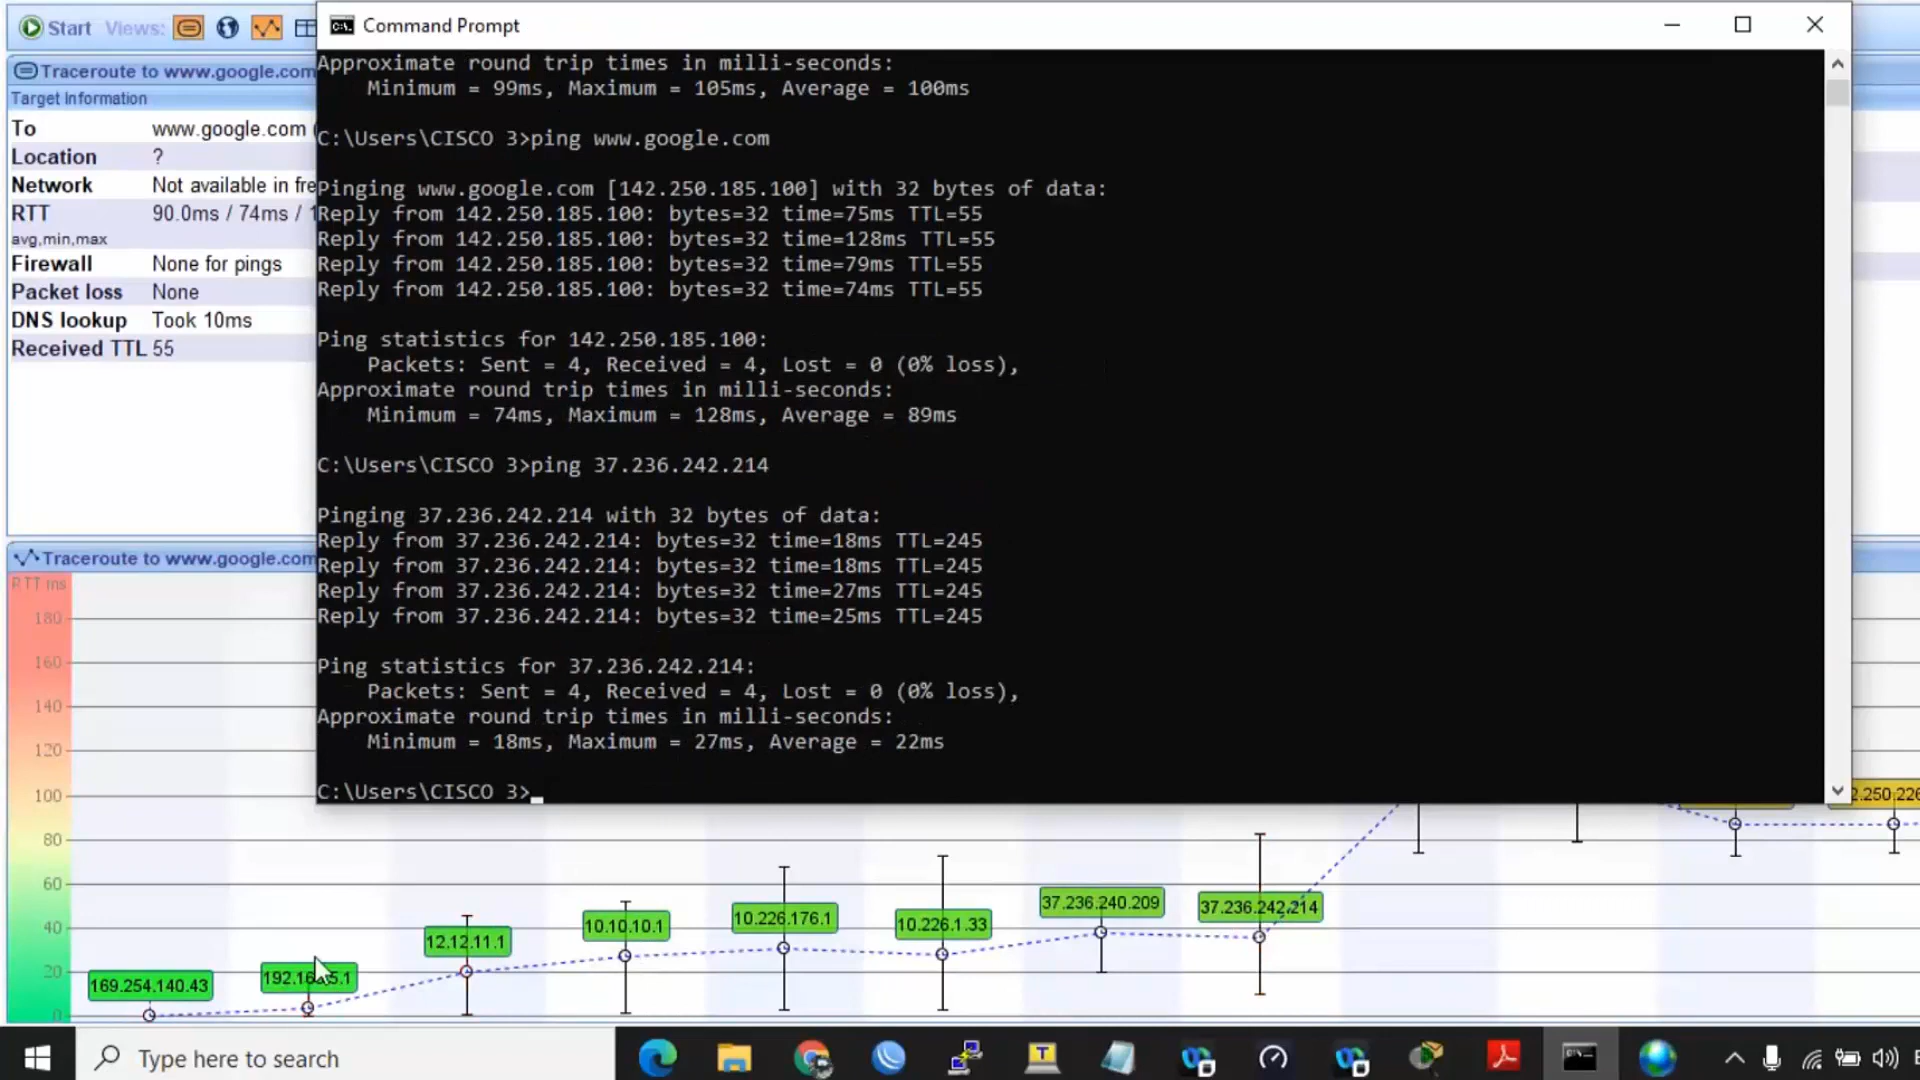 Start Views:
Command Prompt
Traceroute to www.google.com
Target Information
To www.google.com (
Location ?
Network Not available in fre
RTT 90.0ms / 74ms / 1
avg,min,max
Firewall None for pings
Packet loss None
DNS lookup Took 10ms
Received TTL 55
Approximate round trip times in milli-seconds:
Minimum = 99ms, Maximum = 105ms, Average = 100ms
C:\Users\CISCO 3>ping www.google.com
Pinging www.google.com [142.250.185.100] with 32 bytes of data:
Reply from 142.250.185.100: bytes=32 time=75ms TTL=55
Reply from 142.250.185.100: bytes=32 time=128ms TTL=55
Reply from 142.250.185.100: bytes=32 time=79ms TTL=55
Reply from 142.250.185.100: bytes=32 time=74ms TTL=55
Ping statistics for 142.250.185.100:
Packets: Sent = 4, Received = 4, Lost = 0 (0% loss),
Approximate round trip times in milli-seconds:
Minimum = 74ms, Maximum = 128ms, Average = 89ms
C:\Users\CISCO 3>ping 37.236.242.214
Pinging 37.236.242.214 with 32 bytes of data:
Reply from 37.236.242.214: bytes=32 time=18ms TTL=245
Reply from 37.236.242.214: bytes=32 time=18ms TTL=245
Reply from 37.236.242.214: bytes=32 time=27ms TTL=245
Reply from 37.236.242.214: bytes=32 time=25ms TTL=245
Ping statistics for 37.236.242.214:
Packets: Sent = 4, Received = 4, Lost = 0 (0% loss),
Approximate round trip times in milli-seconds:
Minimum = 18ms, Maximum = 27ms, Average = 22ms
C:\Users\CISCO 3>
Traceroute to www.google.com
RTT ms
180
160
140
120
100
80
60
40
20
0
169.254.140.43
12.12.11.1
10.10.10.1
10.226.176.1
10.226.1.33
37.236.240.209
37.236.242.214
2.250.226
Type here to search